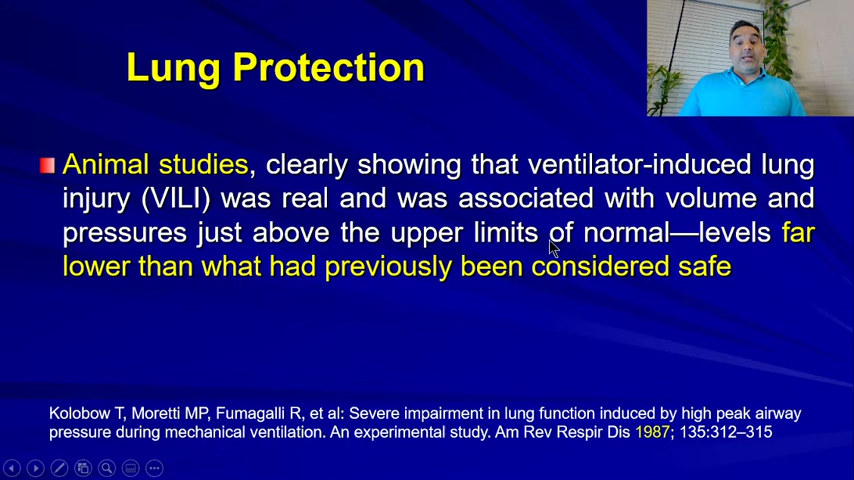 Lung Protection
Animal studies, clearly showing that ventilator-induced lung
injury (VILI) was real and was associated with volume and
pressures just above the upper limits of normal—levels far
lower than what had previously been considered safe
Kolobow T, Moretti MP, Fumagalli R, et al: Severe impairment in lung function induced by high peak airway
pressure during mechanical ventilation. An experimental study. Am Rev Respir Dis 1987; 135:312–315